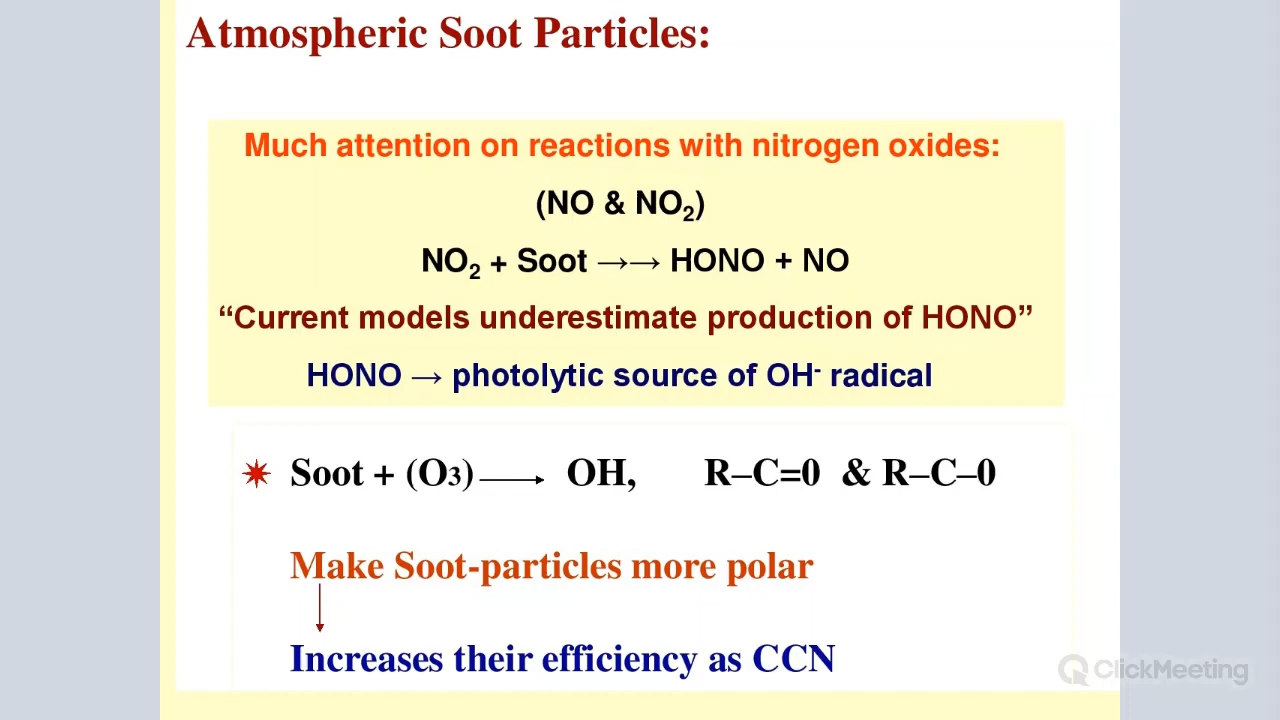 Atmospheric Soot Particles:
Much attention on reactions with nitrogen oxides:
(NO & NO₂)
NO₂ + Soot →→ HONO + NO
“Current models underestimate production of HONO”
HONO → photolytic source of OH⁻ radical
✷ Soot + (O₃) → OH, R–C=0 & R–C–0
Make Soot-particles more polar
↓
Increases their efficiency as CCN
ClickMeeting